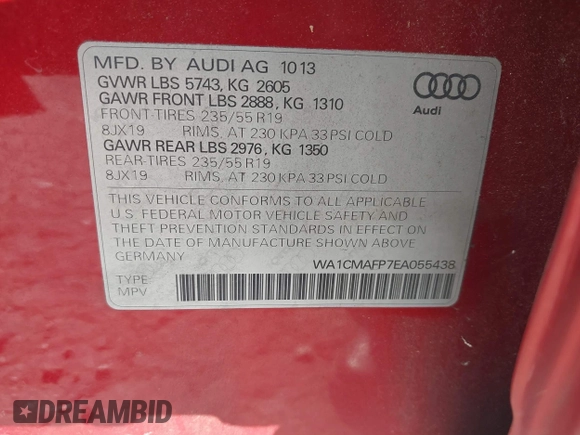 MFD. BY AUDI AG 10 13
GVWR LBS 5743, KG 2605
GAWR FRONT LBS 2888, KG 1310
FRONT-TIRES 235/55 R19
8JX19 RIMS, AT 230 KPA 33 PSI COLD
GAWR REAR LBS 2976, KG 1350
REAR-TIRES 235/55 R19
8JX19 RIMS, AT 230 KPA 33 PSI COLD
Audi
THIS VEHICLE CONFORMS TO ALL APPLICABLE
U.S. FEDERAL MOTOR VEHICLE SAFETY AND
THEFT PREVENTION STANDARDS IN EFFECT ON
THE DATE OF MANUFACTURE SHOWN ABOVE.
GERMANY
WA1CMAFP7EA055438
TYPE:
MPV
DREAMBID